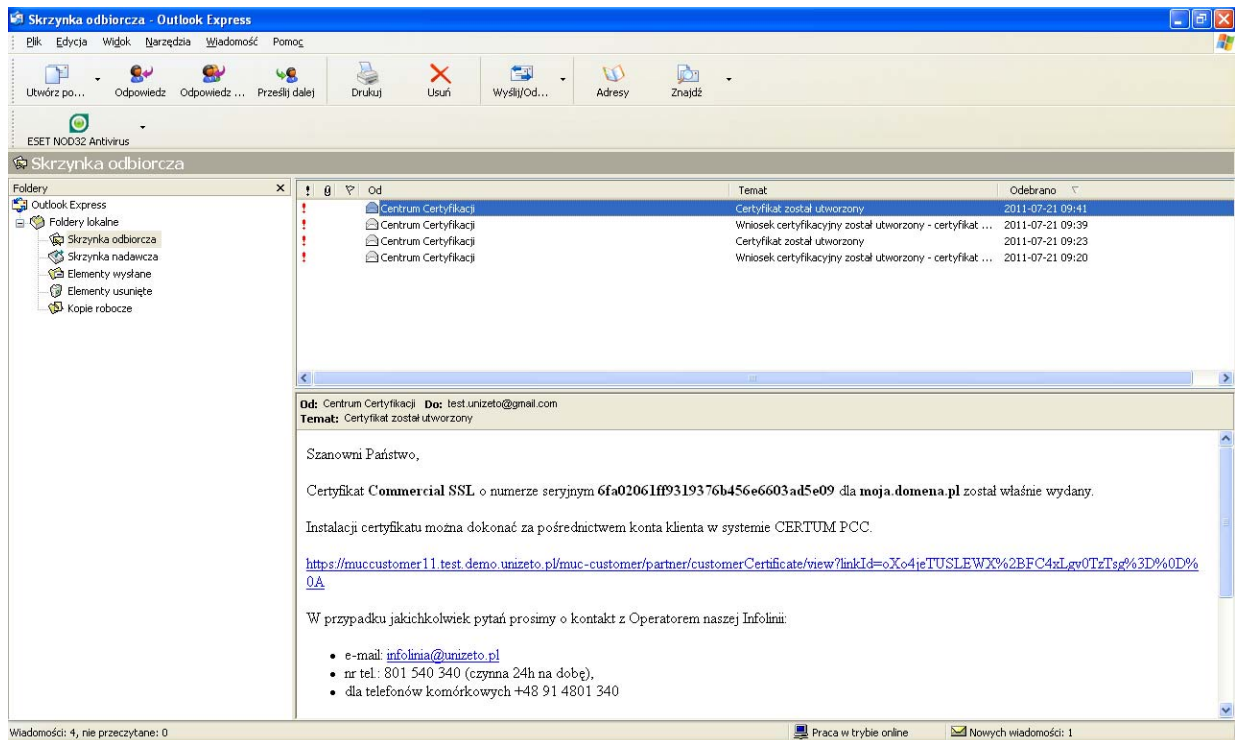 Skrzynka odbiorcza - Outlook Express
Plik Edycja Widok Narzędzia Wiadomość Pomoc
Utwórz po... Odpowiedz Odpowiedz ... Prześlij dalej Drukuj Usuń Wyślij/Od... Adresy Znajdź
ESET NOD32 Antivirus
Skrzynka odbiorcza
Foldery
Outlook Express
Foldery lokalne
Skrzynka odbiorcza
Skrzynka nadawcza
Elementy wysłane
Elementy usunięte
Kopie robocze
Od Temat Odebrano
Centrum Certyfikacji Certyfikat został utworzony 2011-07-21 09:41
Centrum Certyfikacji Wniosek certyfikacyjny został utworzony - certyfikat ... 2011-07-21 09:39
Centrum Certyfikacji Certyfikat został utworzony 2011-07-21 09:23
Centrum Certyfikacji Wniosek certyfikacyjny został utworzony - certyfikat ... 2011-07-21 09:20
Od: Centrum Certyfikacji Do: test.unizeto@gmail.com
Temat: Certyfikat został utworzony
Szanowni Państwo,
Certyfikat Commercial SSL o numerze seryjnym 6fa02061ff9319376b456e6603ad5e09 dla moja.domena.pl został właśnie wydany.
Instalacji certyfikatu można dokonać za pośrednictwem konta klienta w systemie CERTUM PCC.
https://muccustomer11.test.demo.unizeto.pl/muc-customer/partner/customerCertificate/view?linkId=oXo4jeTUSLEWX%2BFC4xLgv0TzTsg%3D%0D%
0A
W przypadku jakichkolwiek pytań prosimy o kontakt z Operatorem naszej Infolinii:
• e-mail: infolinia@unizeto.pl
• nr tel.: 801 540 340 (czynna 24h na dobę),
• dla telefonów komórkowych +48 91 4801 340
Wiadomości: 4, nie przeczytane: 0 Praca w trybie online Nowych wiadomości: 1